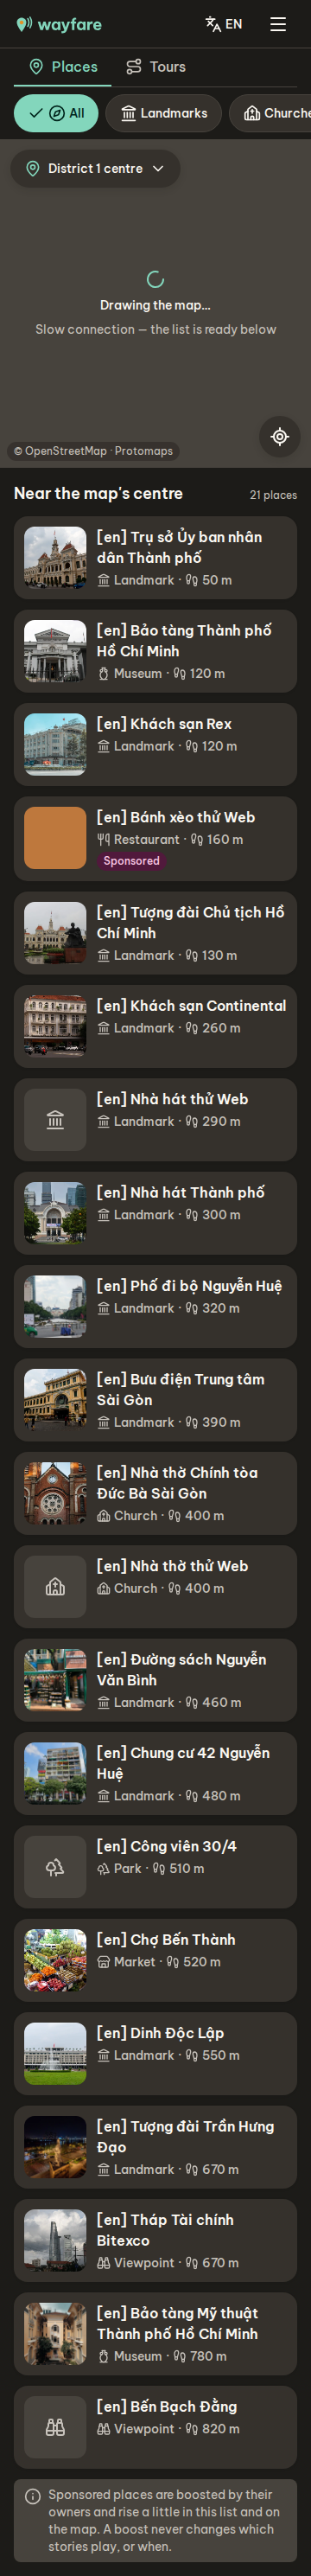 wayfare
EN
Places
Tours
All
Landmarks
Churche
District 1 centre
Drawing the map...
Slow connection — the list is ready below
© OpenStreetMap · Protomaps
Near the map's centre
21 places
[en] Trụ sở Ủy ban nhân
dân Thành phố
Landmark · 50 m
[en] Bảo tàng Thành phố
Hồ Chí Minh
Museum · 120 m
[en] Khách sạn Rex
Landmark · 120 m
[en] Bánh xèo thử Web
Restaurant · 160 m
Sponsored
[en] Tượng đài Chủ tịch Hồ
Chí Minh
Landmark · 130 m
[en] Khách sạn Continental
Landmark · 260 m
[en] Nhà hát thử Web
Landmark · 290 m
[en] Nhà hát Thành phố
Landmark · 300 m
[en] Phố đi bộ Nguyễn Huệ
Landmark · 320 m
[en] Bưu điện Trung tâm
Sài Gòn
Landmark · 390 m
[en] Nhà thờ Chính tòa
Đức Bà Sài Gòn
Church · 400 m
[en] Nhà thờ thử Web
Church · 400 m
[en] Đường sách Nguyễn
Văn Bình
Landmark · 460 m
[en] Chung cư 42 Nguyễn
Huệ
Landmark · 480 m
[en] Công viên 30/4
Park · 510 m
[en] Chợ Bến Thành
Market · 520 m
[en] Dinh Độc Lập
Landmark · 550 m
[en] Tượng đài Trần Hưng
Đạo
Landmark · 670 m
[en] Tháp Tài chính
Bitexco
Viewpoint · 670 m
[en] Bảo tàng Mỹ thuật
Thành phố Hồ Chí Minh
Museum · 780 m
[en] Bến Bạch Đằng
Viewpoint · 820 m
Sponsored places are boosted by their
owners and rise a little in this list and on
the map. A boost never changes which
stories play, or when.